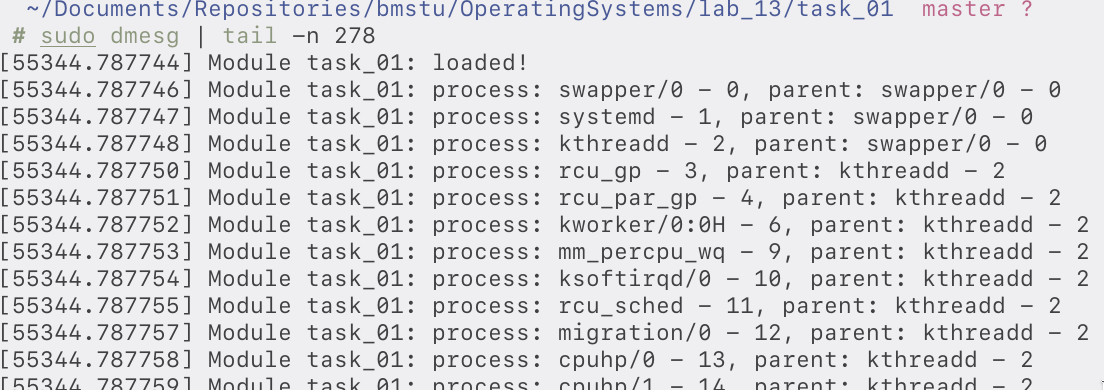 ~/Documents/Repositories/bmstu/OperatingSystems/lab_13/task_01 master ?
# sudo dmesg | tail -n 278
[55344.787744] Module task_01: loaded!
[55344.787746] Module task_01: process: swapper/0 - 0, parent: swapper/0 - 0
[55344.787747] Module task_01: process: systemd - 1, parent: swapper/0 - 0
[55344.787748] Module task_01: process: kthreadd - 2, parent: swapper/0 - 0
[55344.787750] Module task_01: process: rcu_gp - 3, parent: kthreadd - 2
[55344.787751] Module task_01: process: rcu_par_gp - 4, parent: kthreadd - 2
[55344.787752] Module task_01: process: kworker/0:0H - 6, parent: kthreadd - 2
[55344.787753] Module task_01: process: mm_percpu_wq - 9, parent: kthreadd - 2
[55344.787754] Module task_01: process: ksoftirqd/0 - 10, parent: kthreadd - 2
[55344.787755] Module task_01: process: rcu_sched - 11, parent: kthreadd - 2
[55344.787757] Module task_01: process: migration/0 - 12, parent: kthreadd - 2
[55344.787758] Module task_01: process: cpuhp/0 - 13, parent: kthreadd - 2
[55344.787759] Module task_01: process: cpuhp/1 - 14, parent: kthreadd - 2